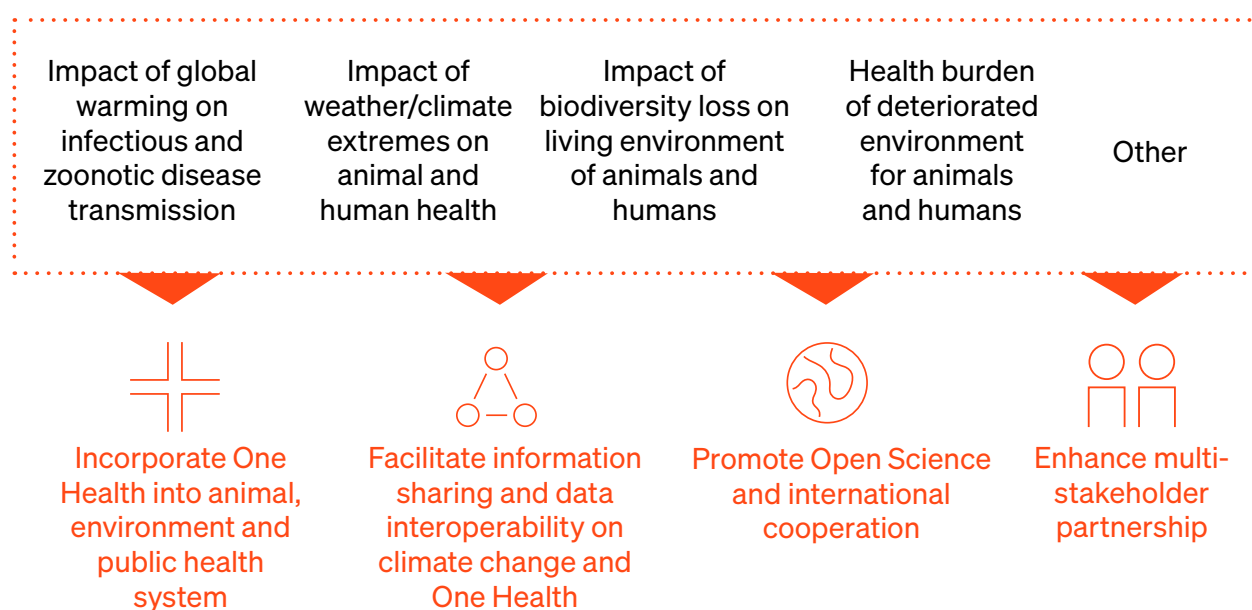 Impact of global
warming on
infectious and
zoonotic disease
transmission
Impact of
weather/climate
extremes on
animal and
human health
Impact of
biodiversity loss on
living environment
of animals and
humans
Health burden
of deteriorated
environment
for animals
and humans
Other
Incorporate One
Health into animal,
environment and
public health
system
Facilitate information
sharing and data
interoperability on
climate change and
One Health
Promote Open Science
and international
cooperation
Enhance multi-
stakeholder
partnership